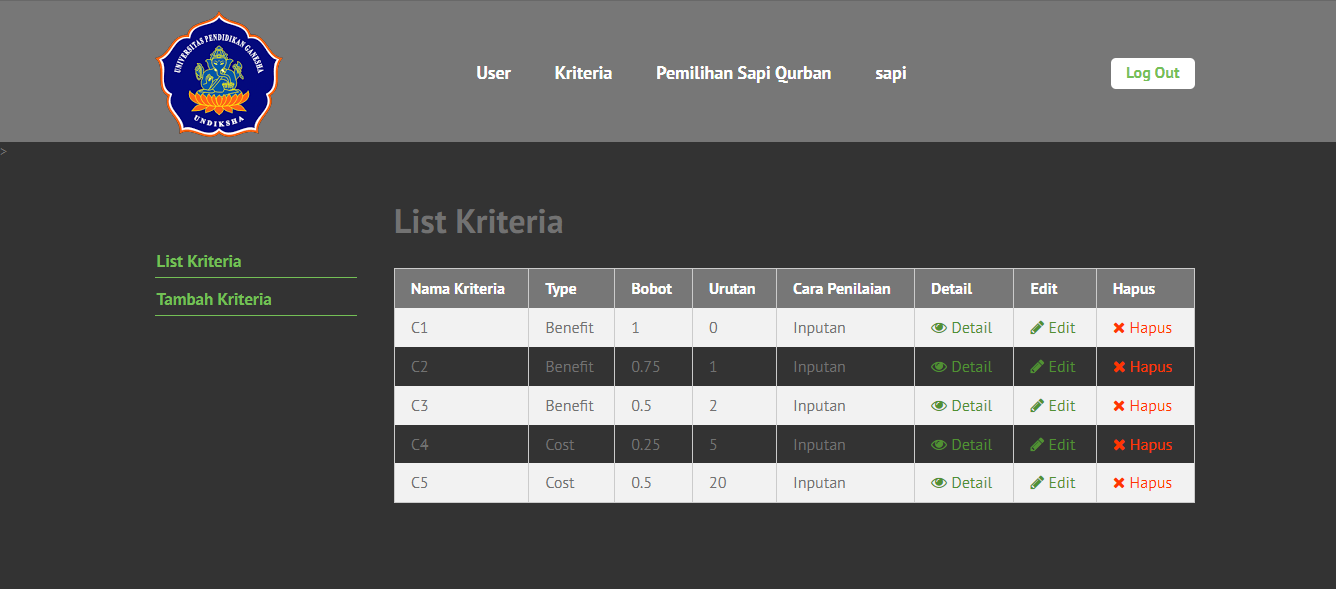 UNIVERSITAS PENDIDIKAN GANESHA
UNDIKSHA
User Kriteria Pemilihan Sapi Qurban sapi Log Out
>
List Kriteria
List Kriteria
Tambah Kriteria
Nama Kriteria Type Bobot Urutan Cara Penilaian Detail Edit Hapus
C1 Benefit 1 0 Inputan Detail Edit Hapus
C2 Benefit 0.75 1 Inputan Detail Edit Hapus
C3 Benefit 0.5 2 Inputan Detail Edit Hapus
C4 Cost 0.25 5 Inputan Detail Edit Hapus
C5 Cost 0.5 20 Inputan Detail Edit Hapus